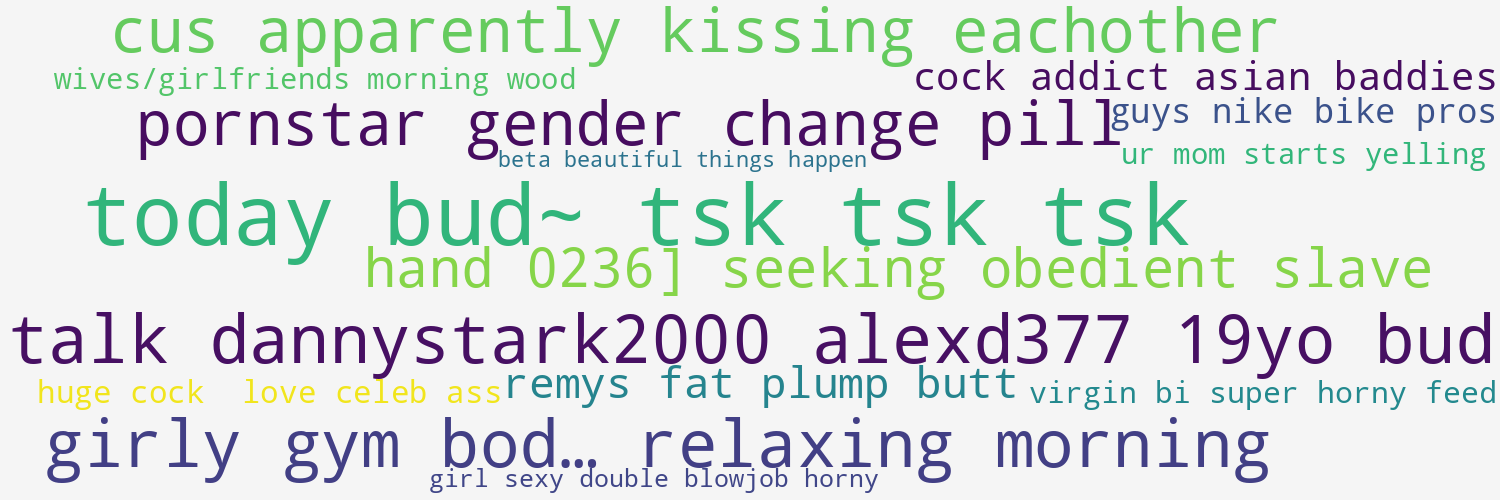 cus apparently kissing eachother
wives/girlfriends morning wood
cock addict asian baddies
pornstar gender change pill
guys nike bike pros
beta beautiful things happen
ur mom starts yelling
today bud~ tsk tsk tsk
hand 0236] seeking obedient slave
talk dannystark2000 alexd377 19yo bud
huge cock love celeb ass
remys fat plump butt
virgin bi super horny feed
girly gym bod… relaxing morning
girl sexy double blowjob horny